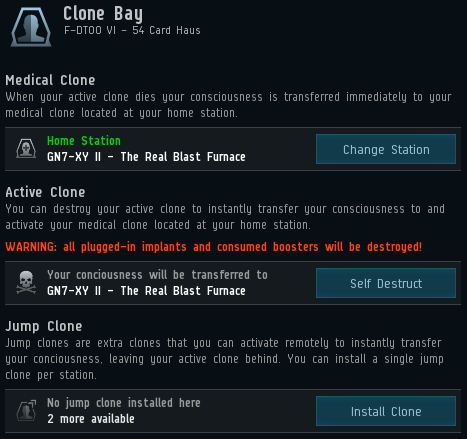 Clone Bay
F-DTOO VI - 54 Card Haus
Medical Clone
When your active clone dies your consciousness is transferred immediately to your
medical clone located at your home station.
Home Station
GN7-XY II - The Real Blast Furnace
Change Station
Active Clone
You can destroy your active clone to instantly transfer your consciousness to and
activate your medical clone located at your home station.
WARNING: all plugged-in implants and consumed boosters will be destroyed!
Your conciousness will be transferred to
GN7-XY II - The Real Blast Furnace
Self Destruct
Jump Clone
Jump clones are extra clones that you can activate remotely to instantly transfer
your conciousness, leaving your active clone behind. You can install a single jump
clone per station.
No jump clone installed here
2 more available
Install Clone